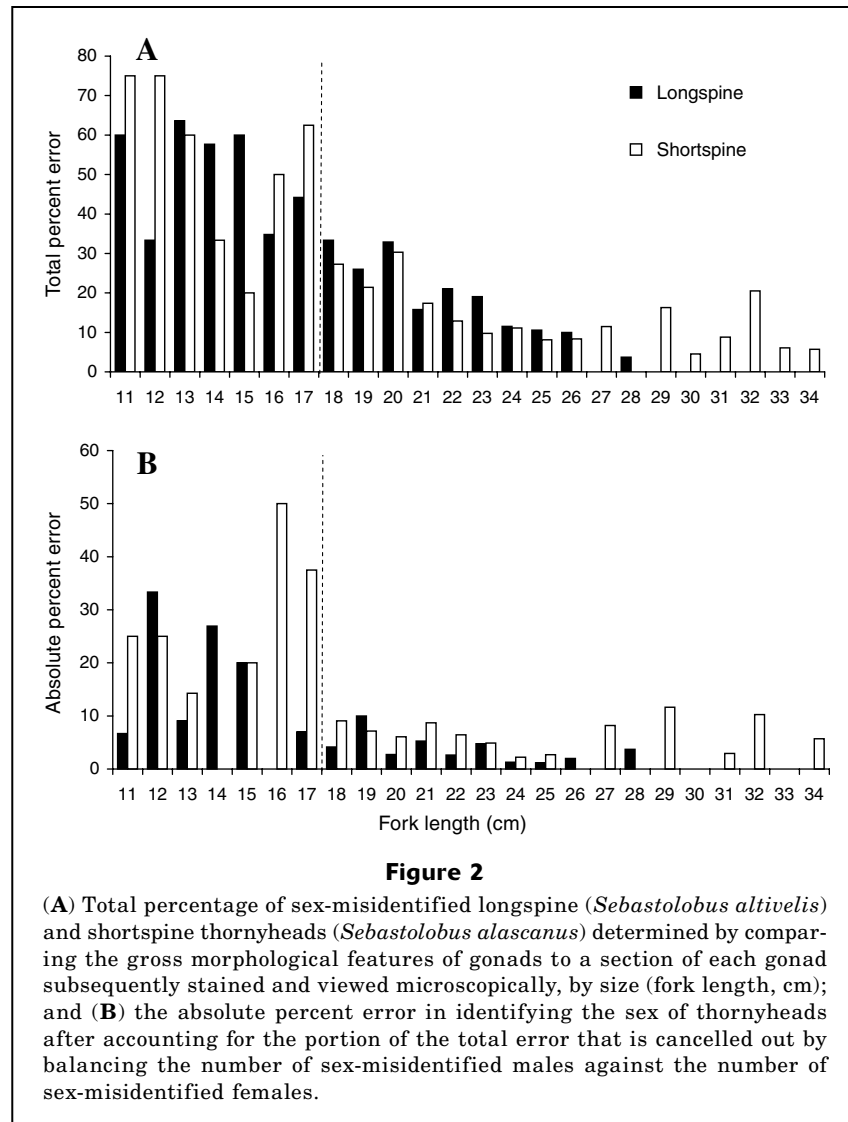 A
Total percent error
80
70
60
50
40
30
20
10
0
Longspine
Shortspine
11 12 13 14 15 16 17 18 19 20 21 22 23 24 25 26 27 28 29 30 31 32 33 34
B
Absolute percent error
60
50
40
30
20
10
0
11 12 13 14 15 16 17 18 19 20 21 22 23 24 25 26 27 28 29 30 31 32 33 34
Fork length (cm)
Figure 2
(A) Total percentage of sex-misidentified longspine (Sebastolobus altivelis)
and shortspine thornyheads (Sebastolobus alascanus) determined by compar-
ing the gross morphological features of gonads to a section of each gonad
subsequently stained and viewed microscopically, by size (fork length, cm);
and (B) the absolute percent error in identifying the sex of thornyheads
after accounting for the portion of the total error that is cancelled out by
balancing the number of sex-misidentified males against the number of
sex-misidentified females.